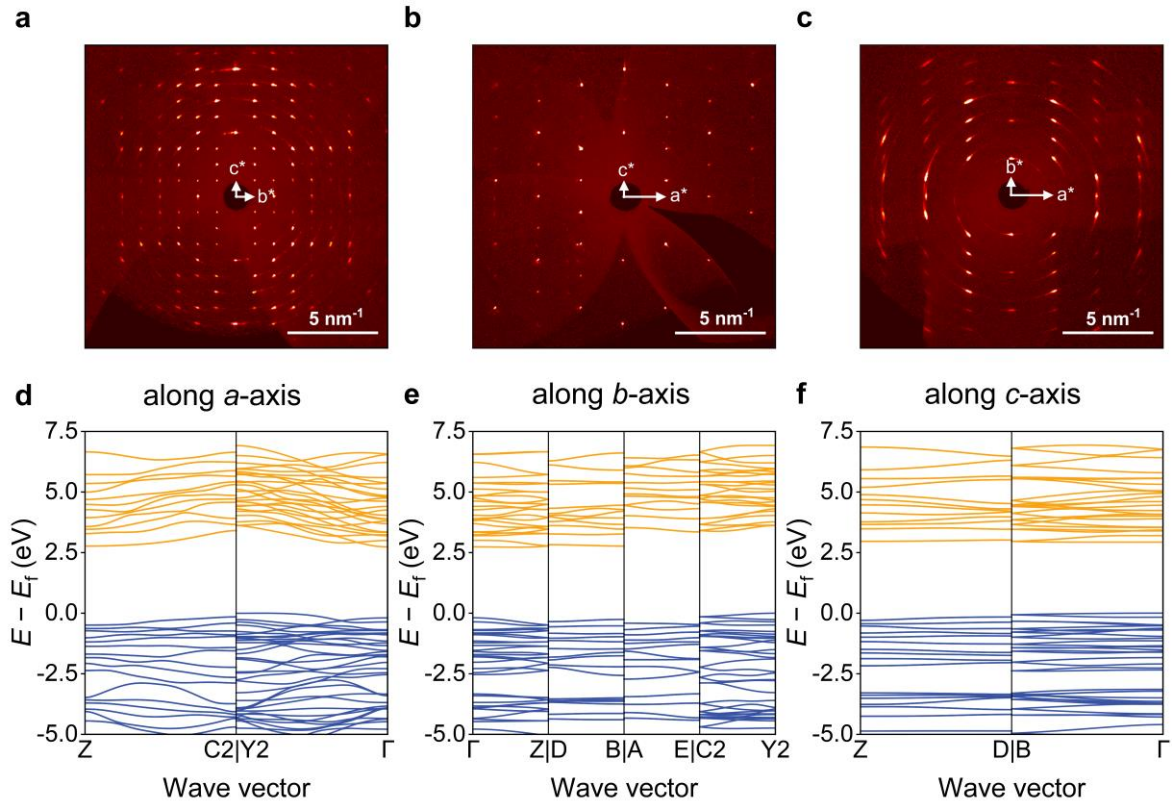 a
b
c
c*
b*
5 nm⁻¹
c*
a*
5 nm⁻¹
b*
a*
5 nm⁻¹
d
along a-axis
e
along b-axis
f
along c-axis
7.5
5.0
2.5
0.0
-2.5
-5.0
E − E_f (eV)
Z
C2|Y2
Γ
Wave vector
7.5
5.0
2.5
0.0
-2.5
-5.0
E − E_f (eV)
Γ
Z|D
B|A
E|C2
Y2
Wave vector
7.5
5.0
2.5
0.0
-2.5
-5.0
E − E_f (eV)
Z
D|B
Γ
Wave vector